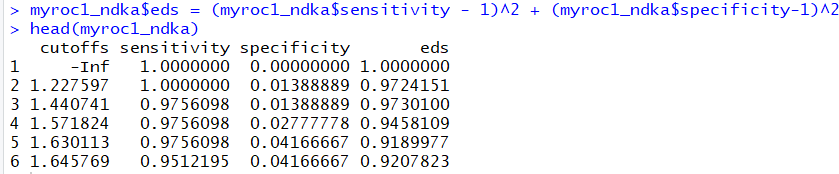 > myroc1_ndka$eds = (myroc1_ndka$sensitivity - 1)^2 + (myroc1_ndka$specificity-1)^2
> head(myroc1_ndka)
cutoffs sensitivity specificity eds
1 -Inf 1.0000000 0.00000000 1.0000000
2 1.227597 1.0000000 0.01388889 0.9724151
3 1.440741 0.9756098 0.01388889 0.9730100
4 1.571824 0.9756098 0.02777778 0.9458109
5 1.630113 0.9756098 0.04166667 0.9189977
6 1.645769 0.9512195 0.04166667 0.9207823